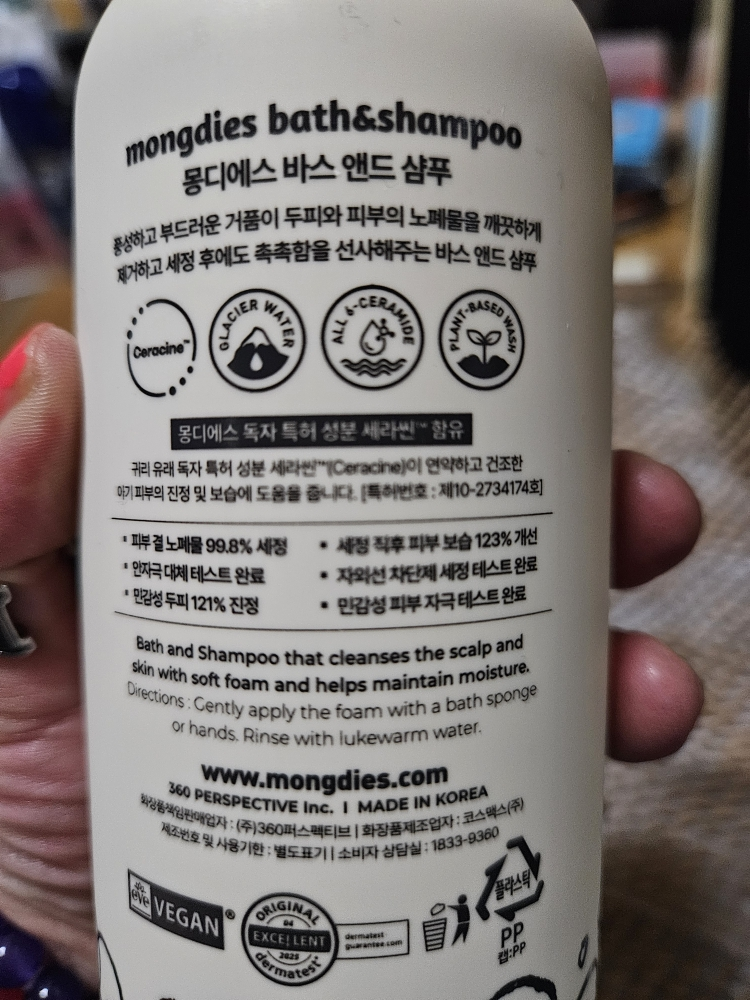 mongdies bath&shampoo
몽디에스 바스 앤드 샴푸
풍성하고 부드러운 거품이 두피와 피부의 노폐물을 깨끗하게
제거하고 세정 후에도 촉촉함을 선사해주는 바스 앤드 샴푸
Ceracine™
GLACIER WATER
ALL 6-CERAMIDE
PLANT-BASED WASH
몽디에스 독자 특허 성분 세라씬™ 함유
귀리 유래 독자 특허 성분 세라씬™(Ceracine)이 연약하고 건조한
아기 피부의 진정 및 보습에 도움을 줍니다. [특허번호 : 제10-2734174호]
▪ 피부 결 노폐물 99.8% 세정
▪ 안자극 대체 테스트 완료
▪ 민감성 두피 121% 진정
▪ 세정 직후 피부 보습 123% 개선
▪ 자외선 차단제 세정 테스트 완료
▪ 민감성 피부 자극 테스트 완료
Bath and Shampoo that cleanses the scalp and
skin with soft foam and helps maintain moisture.
Directions : Gently apply the foam with a bath sponge
or hands. Rinse with lukewarm water.
www.mongdies.com
360 PERSPECTIVE Inc. I MADE IN KOREA
화장품책임판매업자 : (주)360퍼스펙티브 | 화장품제조업자 : 코스맥스(주)
제조번호 및 사용기한 : 별도표기 | 소비자 상담실 : 1833-9360
eve VEGAN®
ORIGINAL
04
EXCELLENT
2025
dermatest®
dermatest
guarantee.com
플라스틱
PP
캡:PP